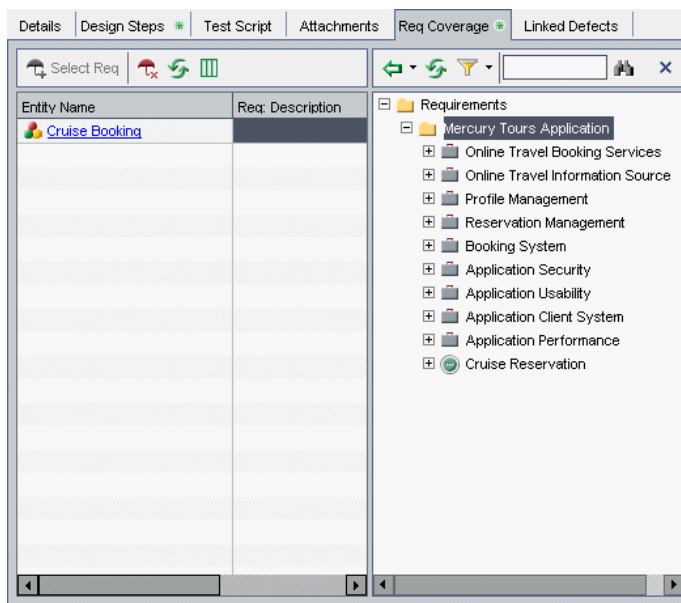 Details Design Steps Test Script Attachments Req Coverage Linked Defects
Select Req
Entity Name Req: Description
Cruise Booking
Requirements
Mercury Tours Application
Online Travel Booking Services
Online Travel Information Source
Profile Management
Reservation Management
Booking System
Application Security
Application Usability
Application Client System
Application Performance
Cruise Reservation